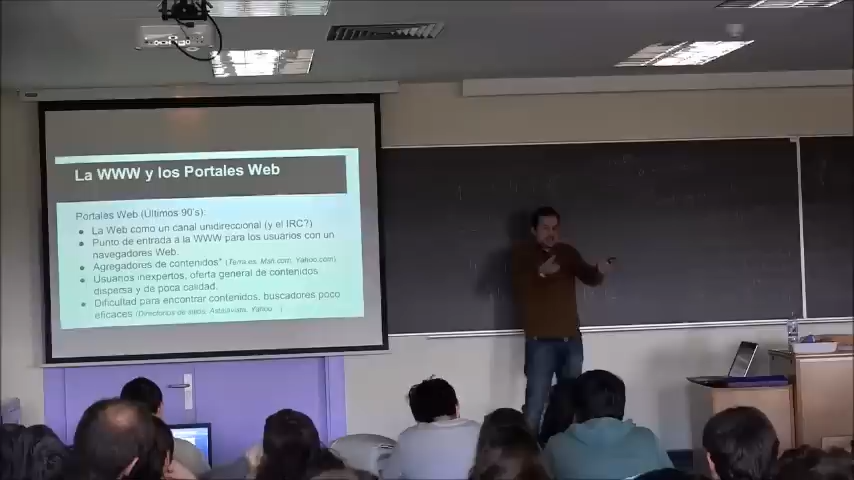 La WWW y los Portales Web
Portales Web (Últimos 90's):
● La Web como un canal unidireccional (y el IRC?)
● Punto de entrada a la WWW para los usuarios con un
navegadores Web.
● Agregadores de contenidos" (Terra.es, Msn.com, Yahoo.com)
● Usuarios inexpertos, oferta general de contenidos
dispersa y de poca calidad.
● Dificultad para encontrar contenidos, buscadores poco
eficaces (Directorios de sitios, Astalavista, Yahoo )